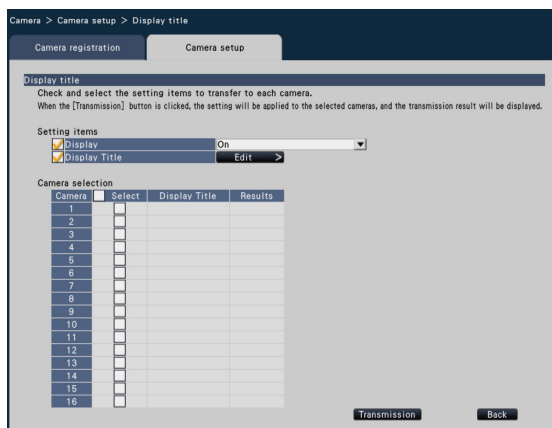 Camera > Camera setup > Display title
Camera registration
Camera setup
Display title
Check and select the setting items to transfer to each camera.
When the [Transmission] button is clicked, the setting will be applied to the selected cameras, and the transmission result will be displayed.
Setting items
Display On
Display Title Edit >
Camera selection
Camera Select Display Title Results
1
2
3
4
5
6
7
8
9
10
11
12
13
14
15
16
Transmission Back